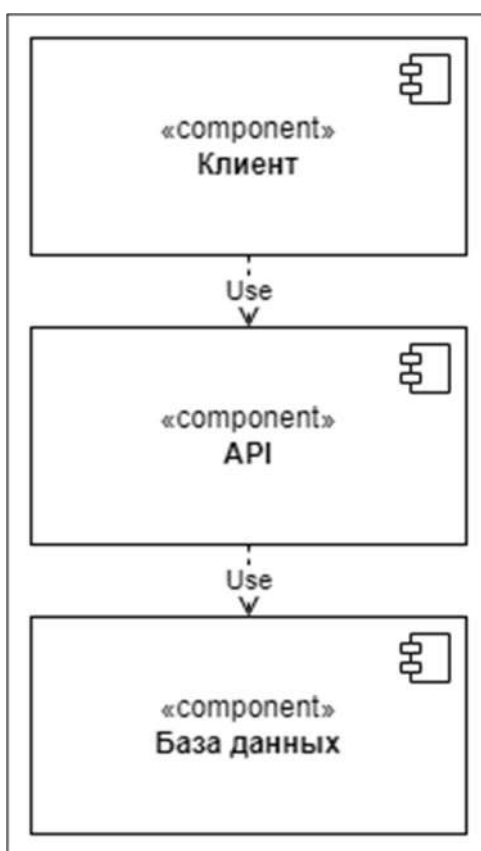 «component»
Клиент
Use
«component»
API
Use
«component»
База данных